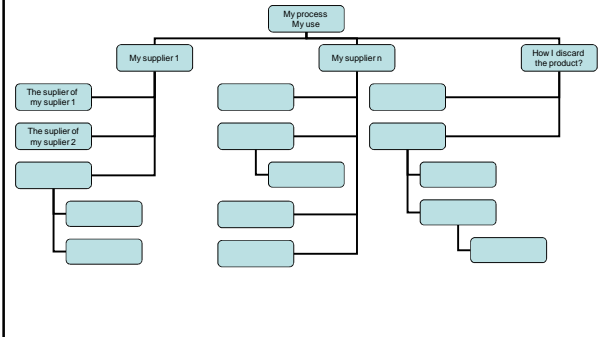 My process
My use
My supplier 1
My supplier n
How I discard
the product?
The suplier of
my suplier 1
The suplier of
my suplier 2